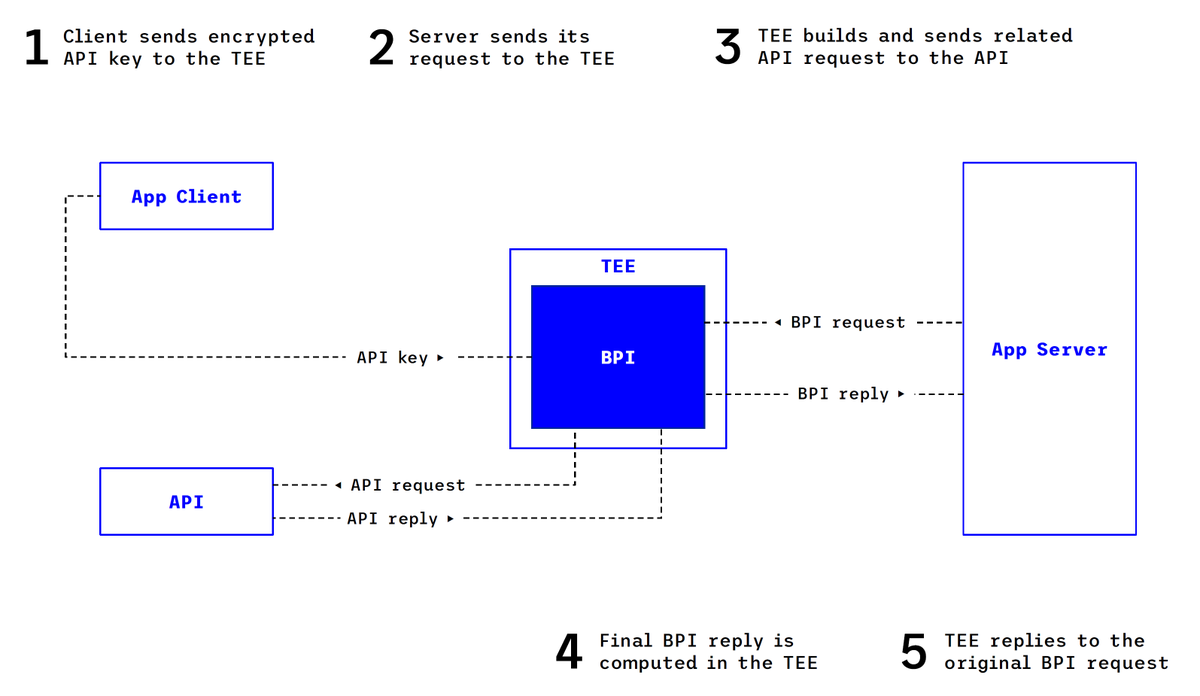 1 Client sends encrypted
API key to the TEE
2 Server sends its
request to the TEE
3 TEE builds and sends related
API request to the API
App Client
TEE
BPI
◂ BPI request
App Server
API key ▸
BPI reply ▸
API
◂ API request
API reply ▸
4 Final BPI reply is
computed in the TEE
5 TEE replies to the
original BPI request